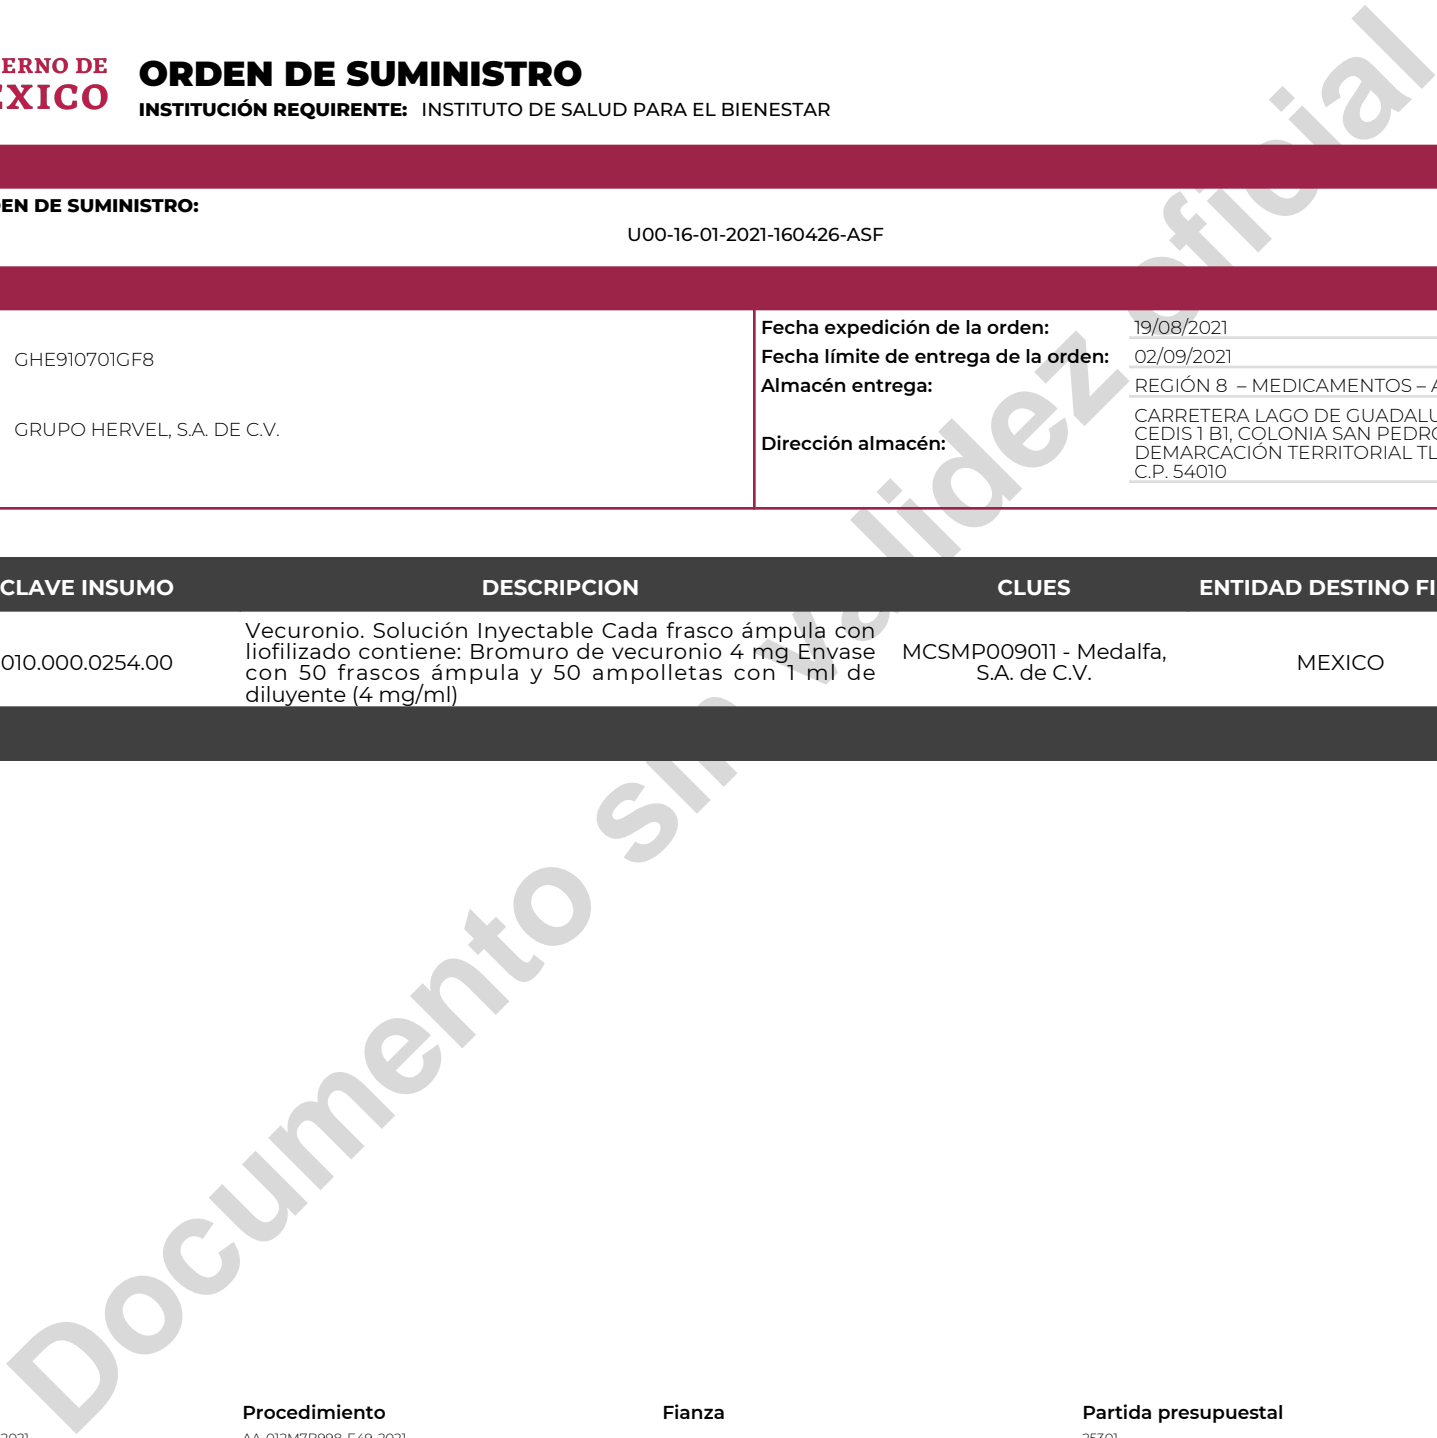 ERNO DE
EXICO
ORDEN DE SUMINISTRO
INSTITUCIÓN REQUIRENTE: INSTITUTO DE SALUD PARA EL BIENESTAR
EN DE SUMINISTRO:
U00-16-01-2021-160426-ASF
GHE910701GF8
GRUPO HERVEL, S.A. DE C.V.
Fecha expedición de la orden: 19/08/2021
Fecha límite de entrega de la orden: 02/09/2021
Almacén entrega: REGIÓN 8 – MEDICAMENTOS – A
Dirección almacén:
CARRETERA LAGO DE GUADALU
CEDIS 1 B1, COLONIA SAN PEDRO
DEMARCACIÓN TERRITORIAL TL
C.P. 54010
CLAVE INSUMO DESCRIPCION CLUES ENTIDAD DESTINO FI
010.000.0254.00
Vecuronio. Solución Inyectable Cada frasco ámpula con
liofilizado contiene: Bromuro de vecuronio 4 mg Envase
con 50 frascos ámpula y 50 ampolletas con 1 ml de
diluyente (4 mg/ml)
MCSMP009011 - Medalfa,
S.A. de C.V.
MEXICO
Documento sin validez oficial
Procedimiento Fianza Partida presupuestal